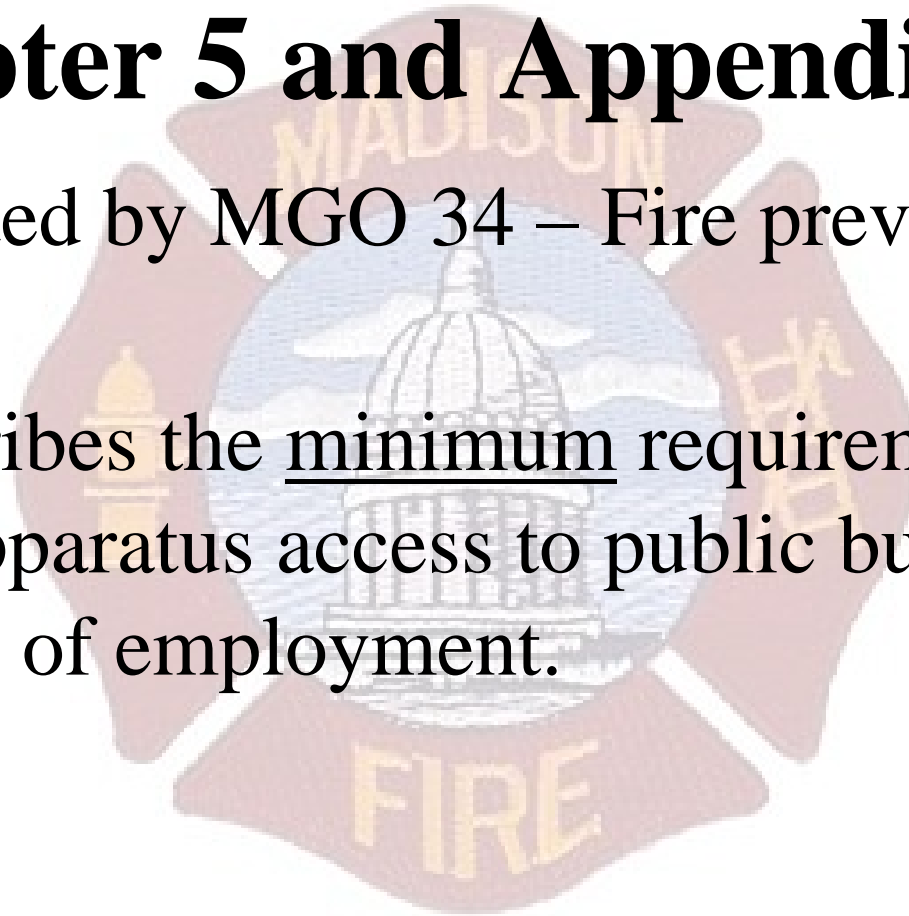 pter 5 and Appendi
MADISON
ed by MGO 34 – Fire prev
ribes the minimum requiren
pparatus access to public bu
of employment.
FIRE